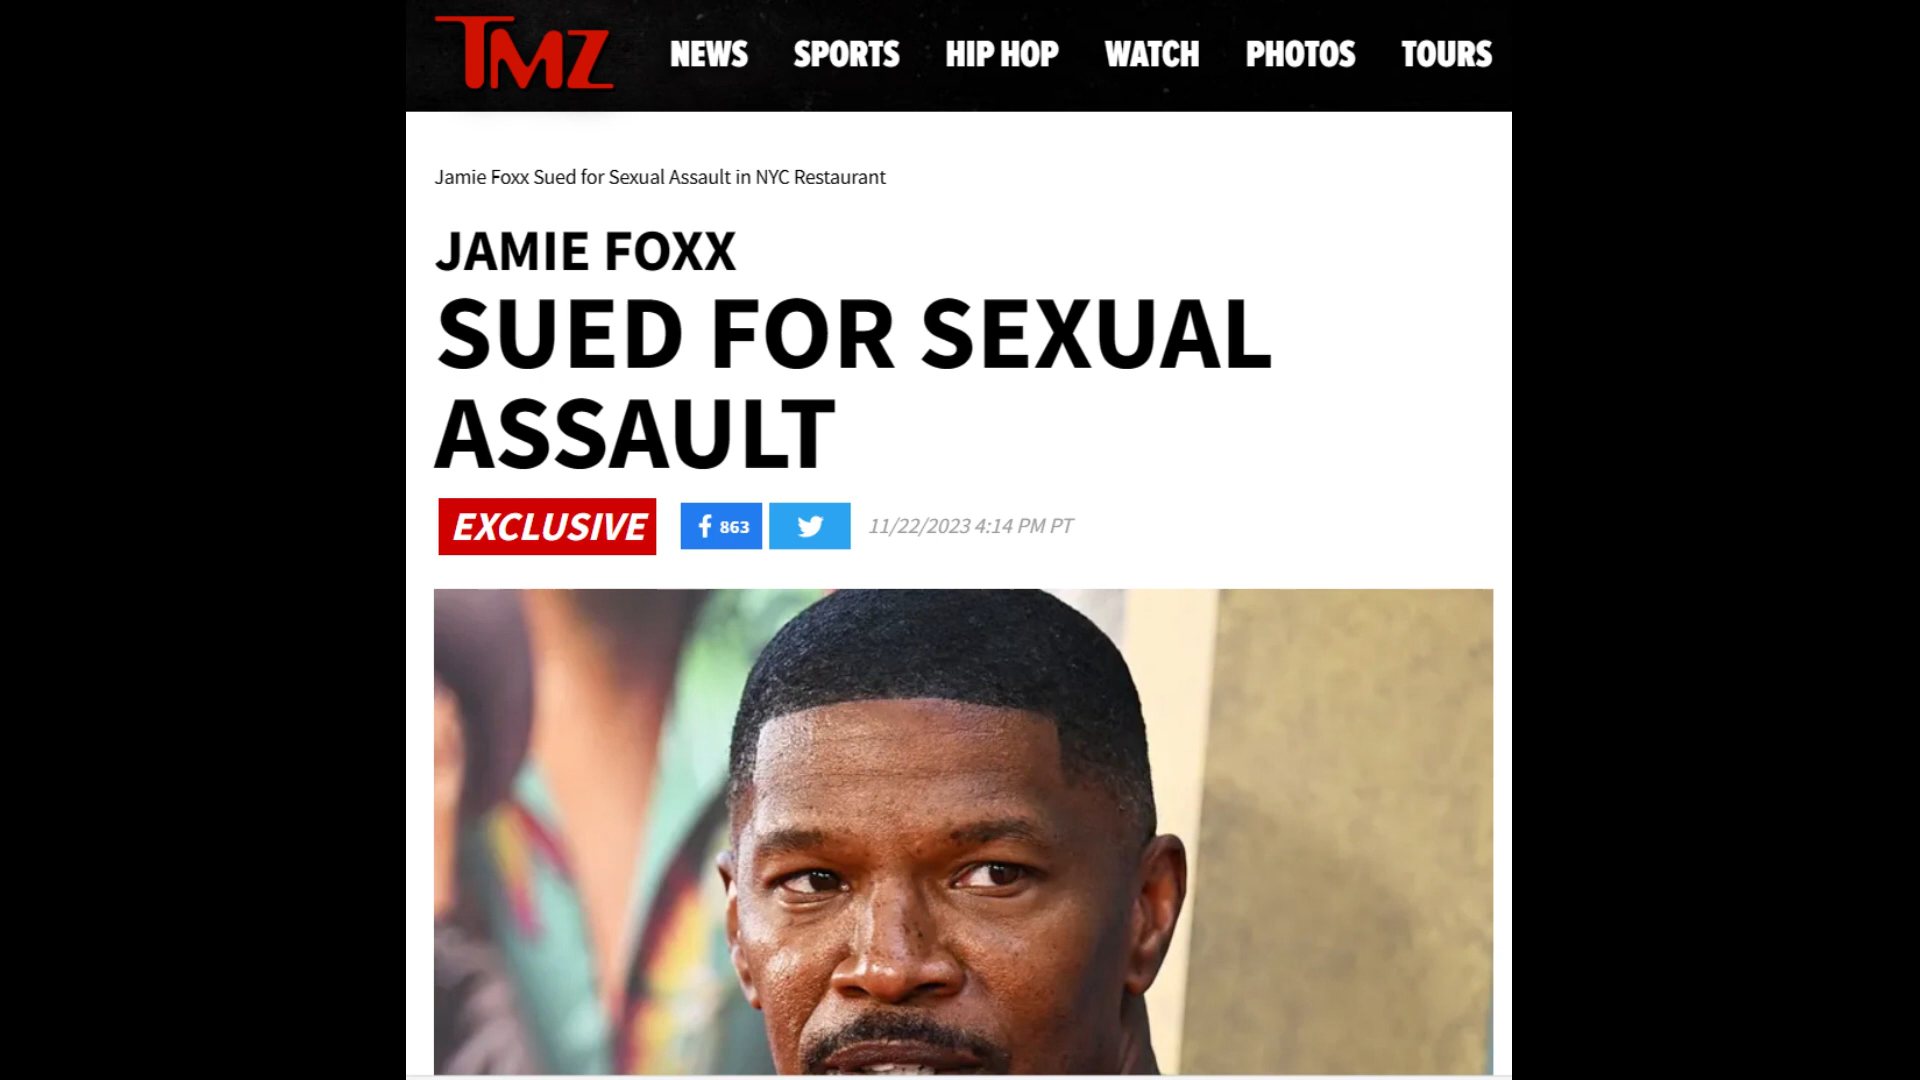 TMZ NEWS SPORTS HIP HOP WATCH PHOTOS TOURS
Jamie Foxx Sued for Sexual Assault in NYC Restaurant
JAMIE FOXX
SUED FOR SEXUAL
ASSAULT
EXCLUSIVE f 863 11/22/2023 4:14 PM PT